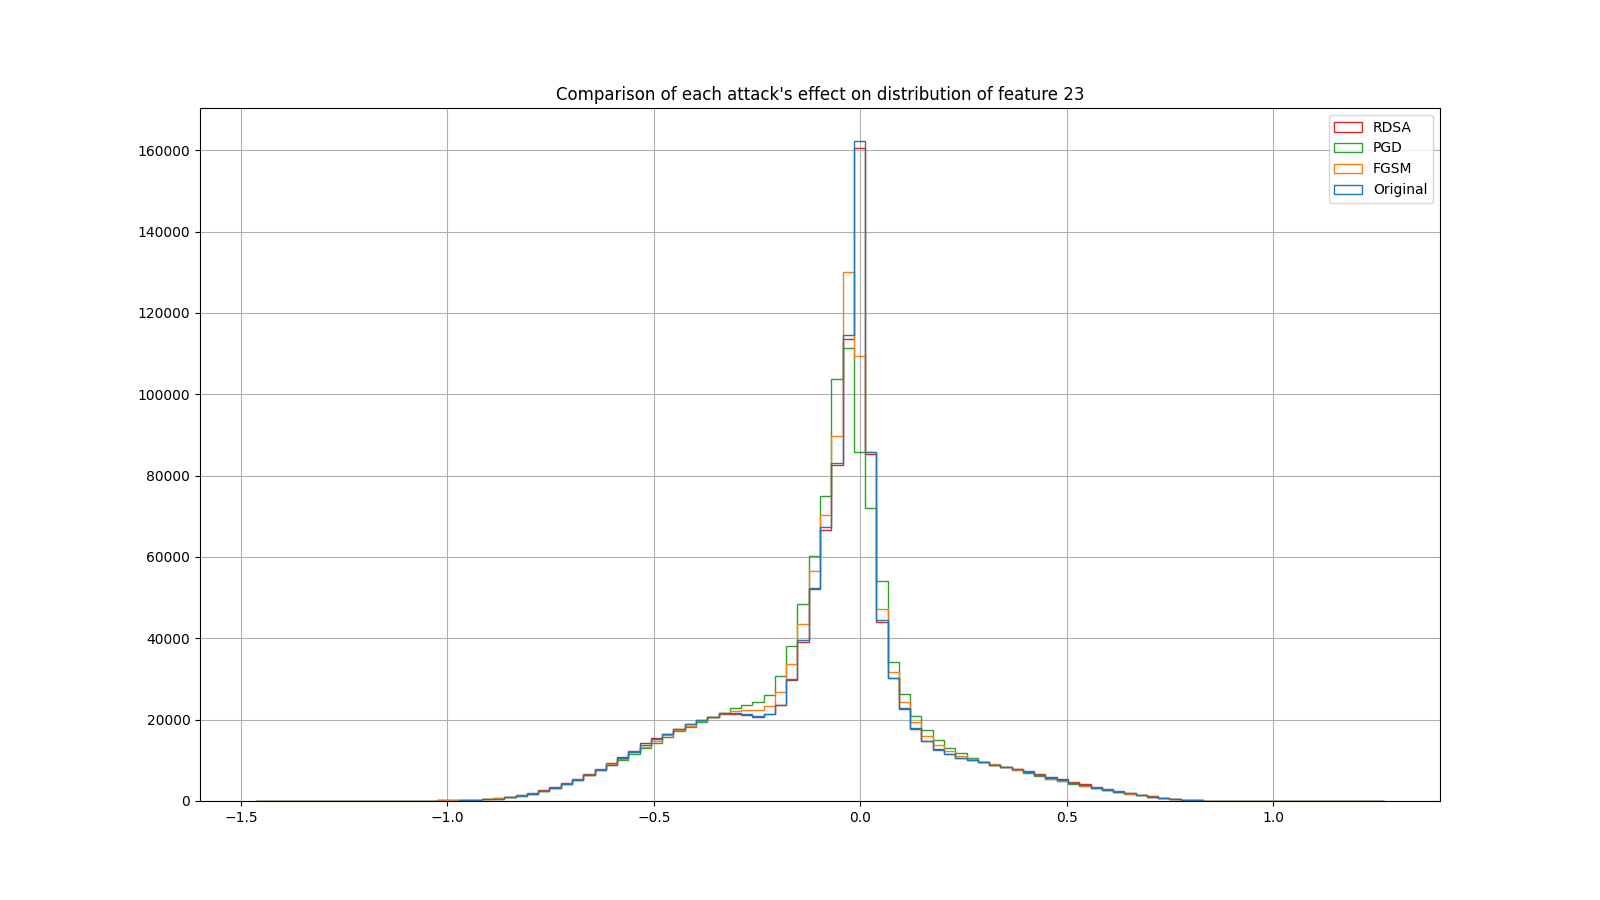 Comparison of each attack's effect on distribution of feature 23
RDSA
PGD
FGSM
Original
160000
140000
120000
100000
80000
60000
40000
20000
0
−1.5 −1.0 −0.5 0.0 0.5 1.0